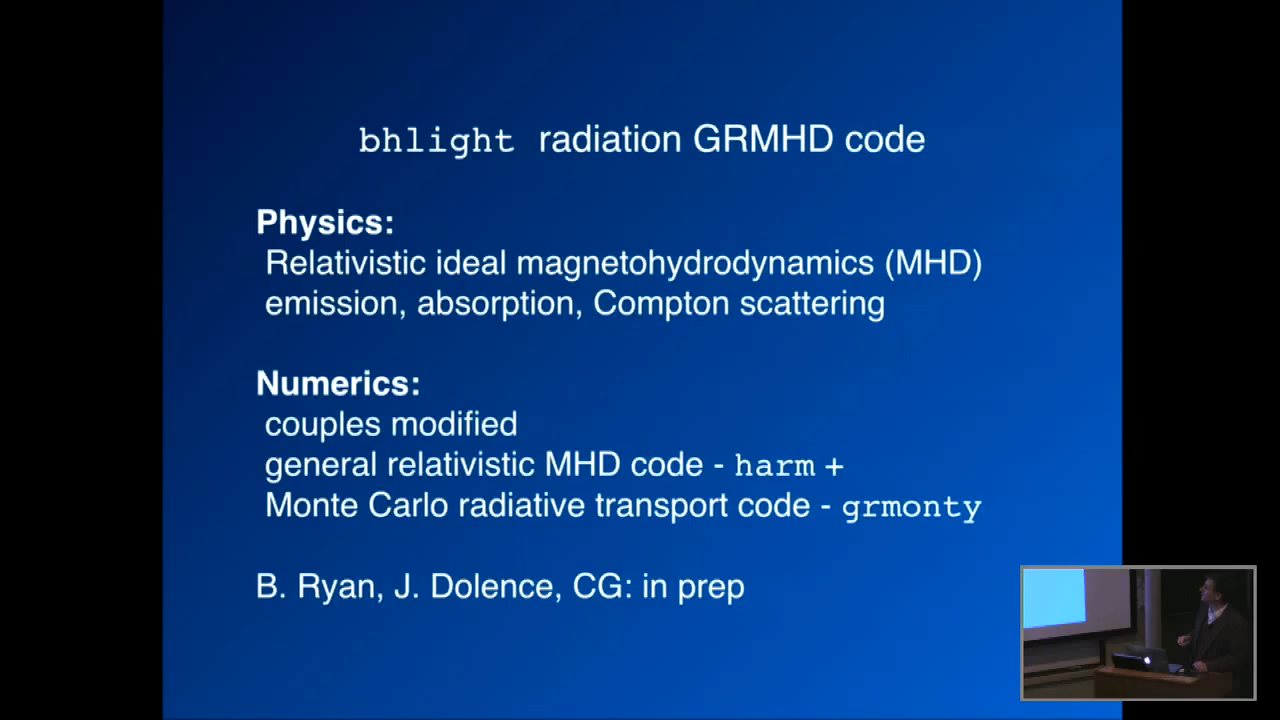 bhlight radiation GRMHD code
Physics:
Relativistic ideal magnetohydrodynamics (MHD)
emission, absorption, Compton scattering
Numerics:
couples modified
general relativistic MHD code - harm +
Monte Carlo radiative transport code - grmonty
B. Ryan, J. Dolence, CG: in prep